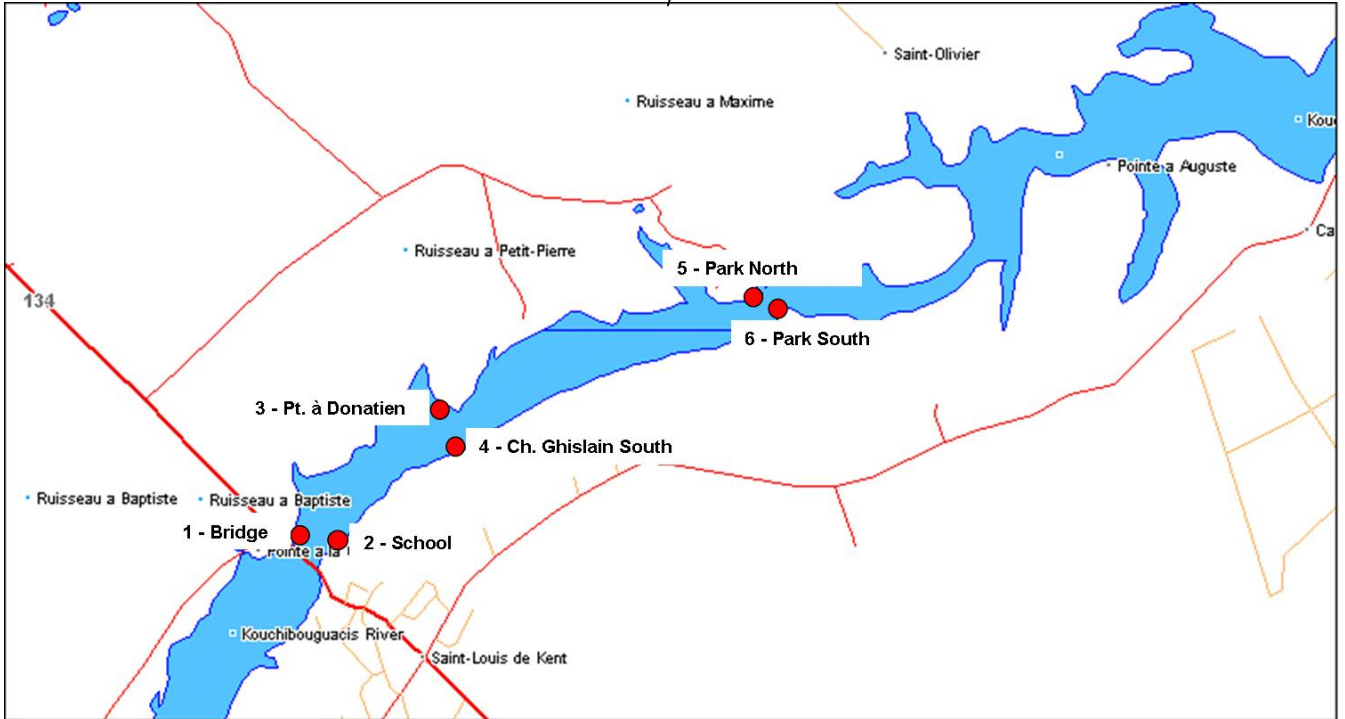 Saint-Olivier
Ruisseau a Maxime
Kou
Pointe a Auguste
Ruisseau a Petit-Pierre
Ca
5 - Park North
134
6 - Park South
3 - Pt. à Donatien
4 - Ch. Ghislain South
Ruisseau a Baptiste
Ruisseau a Baptiste
1 - Bridge
2 - School
Pointe a la
Kouchibouguacis River
Saint-Louis de Kent